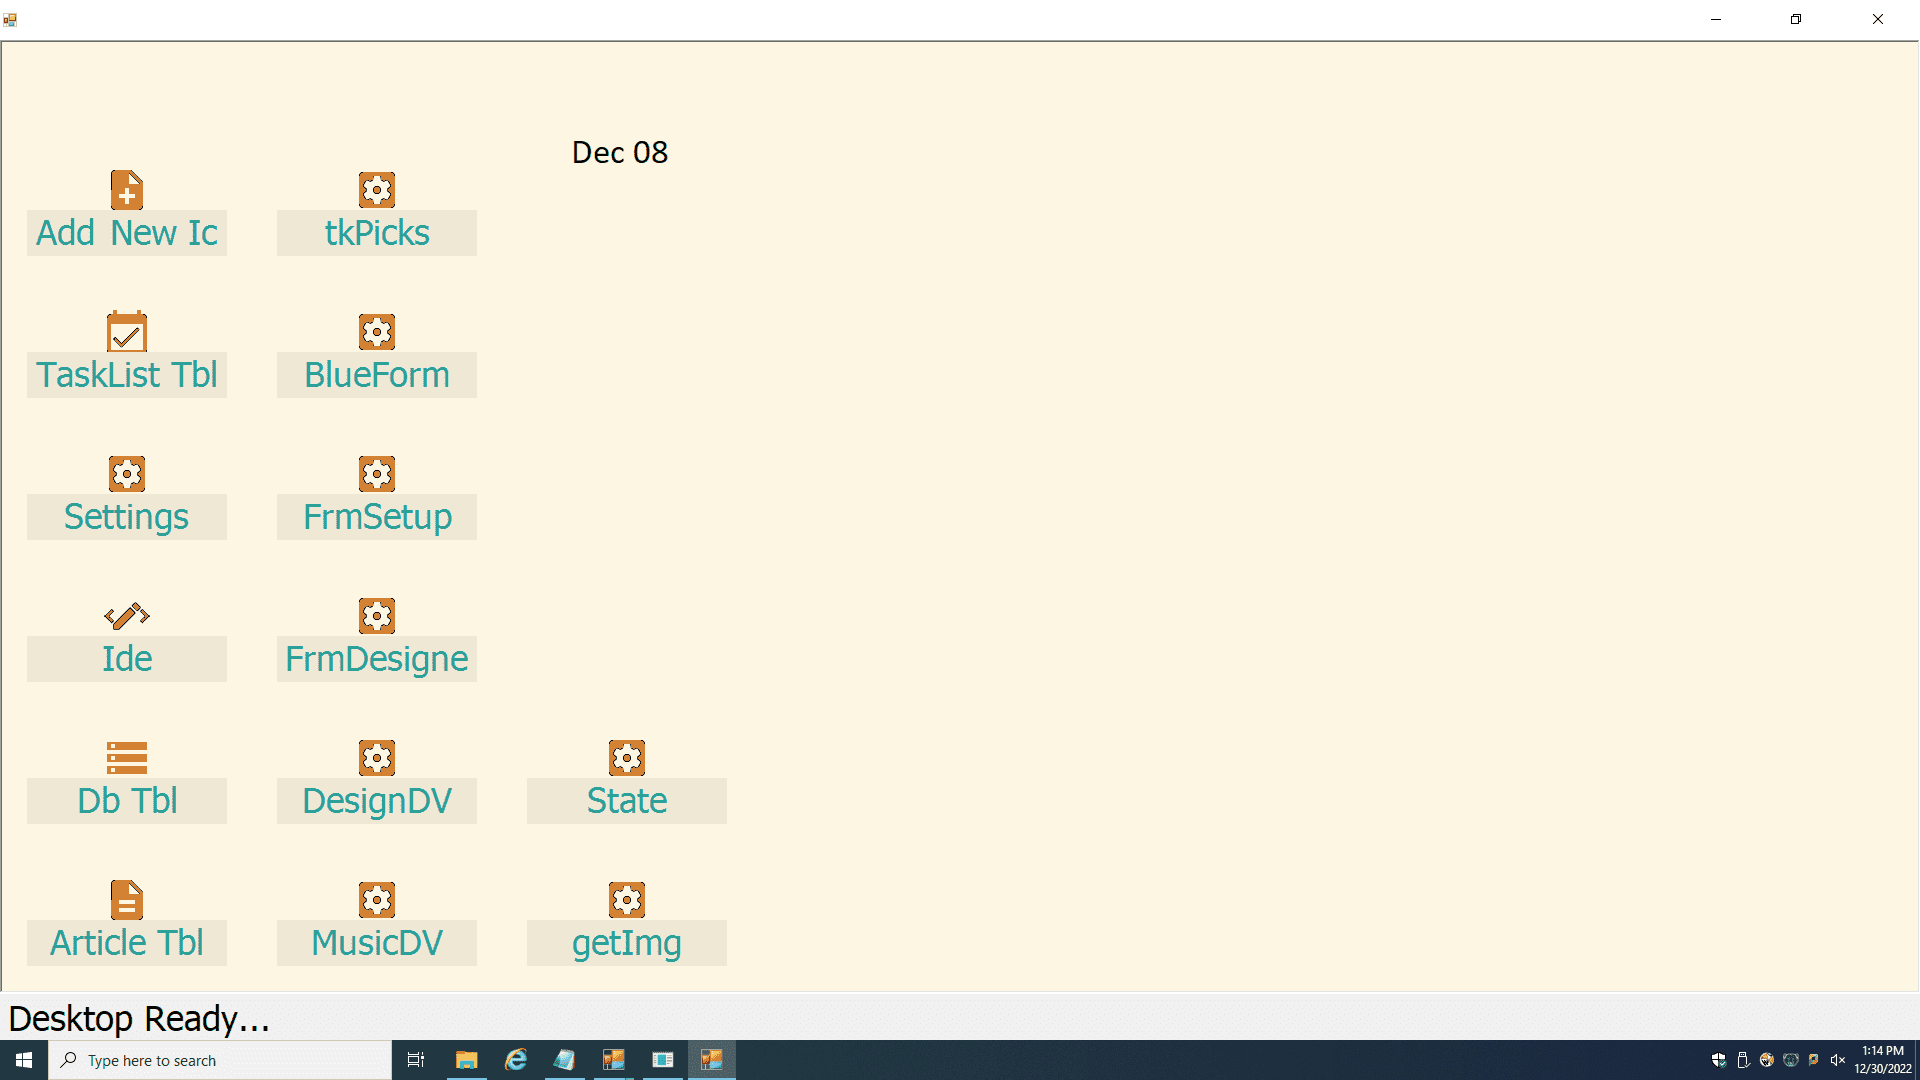 Dec 08
Add New Ic
tkPicks
TaskList Tbl
BlueForm
Settings
FrmSetup
Ide
FrmDesigne
Db Tbl
DesignDV
State
Article Tbl
MusicDV
getImg
Desktop Ready...
Type here to search
1:14 PM
12/30/2022